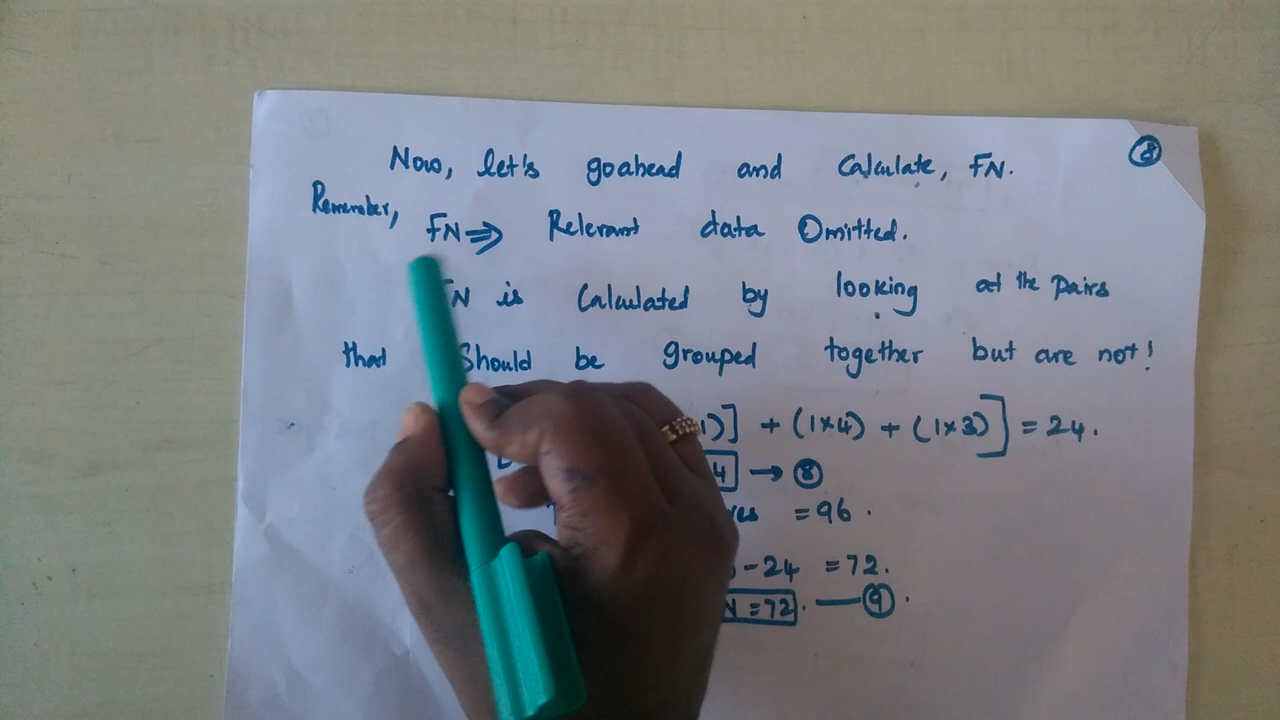 8
Now, let's goahead and Calculate, FN.
Remember,
FN ⇒ Relevant data Omitted.
FN is Calculated by looking at the pairs
that Should be grouped together but are not!
1)] + (1×4) + (1×3)] = 24.
4 → 8
= 96.
- 24 = 72.
N = 72. — 9.